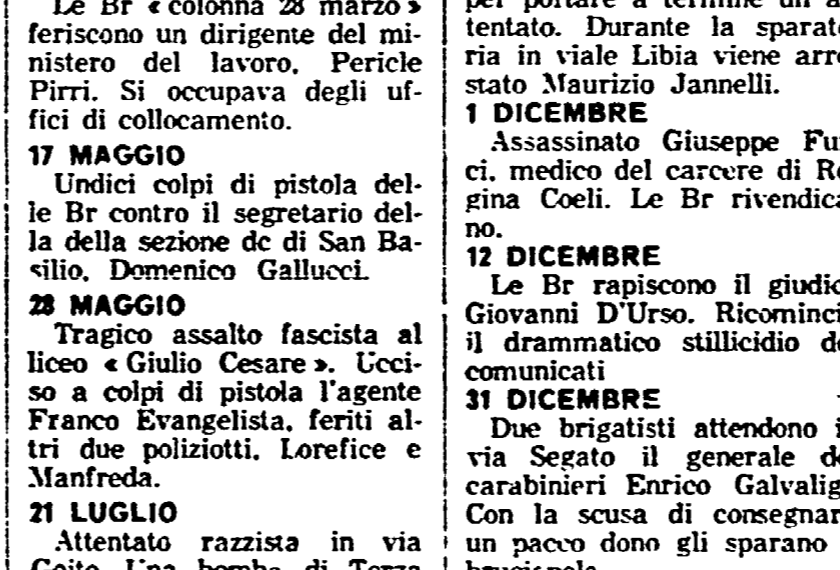 Le Br « colonna 28 marzo »
feriscono un dirigente del mi-
nistero del lavoro, Pericle
Pirri. Si occupava degli uf-
fici di collocamento.
17 MAGGIO
Undici colpi di pistola del-
le Br contro il segretario del-
la della sezione dc di San Ba-
silio, Domenico Gallucci.
28 MAGGIO
Tragico assalto fascista al
liceo « Giulio Cesare ». Ucci-
so a colpi di pistola l'agente
Franco Evangelista, feriti al-
tri due poliziotti, Lorefice e
Manfreda.
21 LUGLIO
Attentato razzista in via
Goito. Una bomba di Terza
per portare a termine un a
tentato. Durante la sparato
ria in viale Libia viene arre
stato Maurizio Jannelli.
1 DICEMBRE
Assassinato Giuseppe Fur
ci, medico del carcere di Re
gina Coeli. Le Br rivendica
no.
12 DICEMBRE
Le Br rapiscono il giudic
Giovanni D'Urso. Ricominci
il drammatico stillicidio de
comunicati
31 DICEMBRE
Due brigatisti attendono i
via Segato il generale de
carabinieri Enrico Galvalig
Con la scusa di consegnar
un pacco dono gli sparano